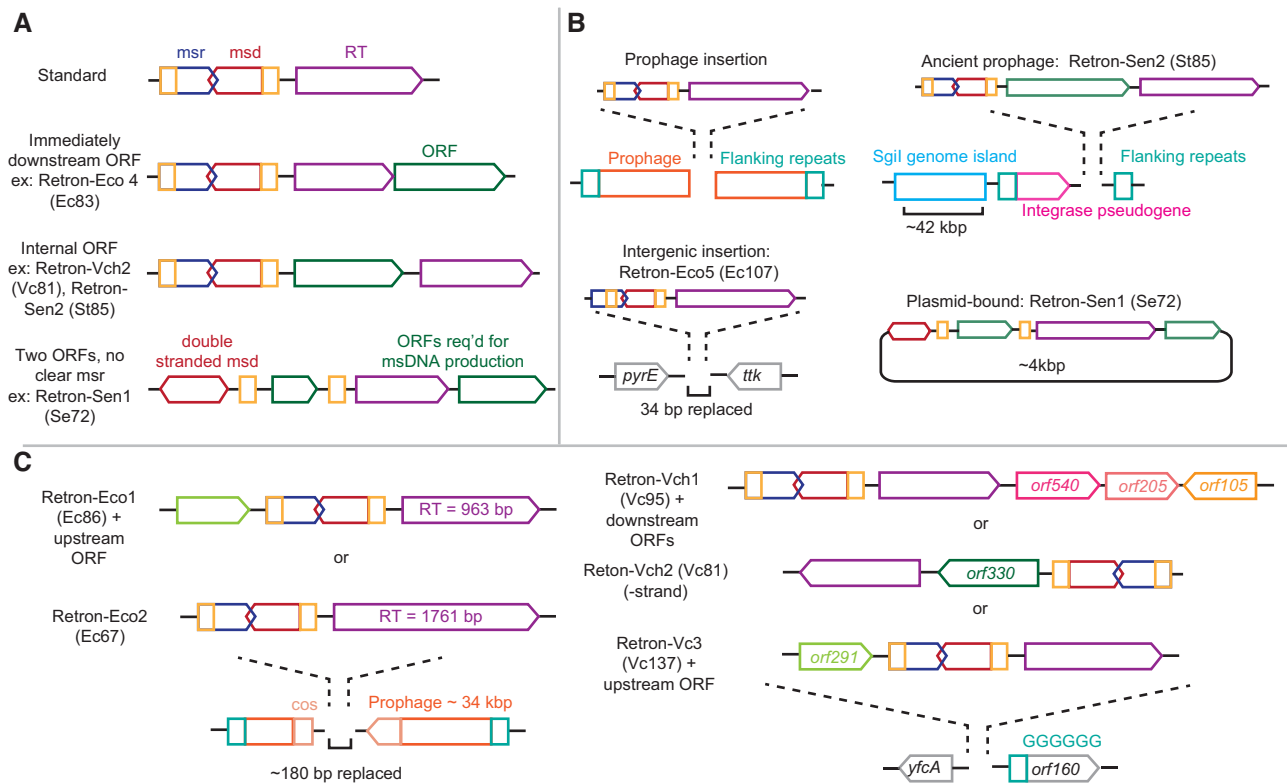 A
msr
msd
RT
Standard
Immediately
downstream ORF
ex: Retron-Eco 4
(Ec83)
ORF
Internal ORF
ex: Retron-Vch2
(Vc81), Retron-
Sen2 (St85)
Two ORFs, no
clear msr
ex: Retron-Sen1
(Se72)
double
stranded msd
ORFs req'd for
msDNA production
B
Prophage insertion
Prophage
Flanking repeats
Ancient prophage:  Retron-Sen2 (St85)
SgiI genome island
Flanking repeats
Integrase pseudogene
~42 kbp
Intergenic insertion:
Retron-Eco5 (Ec107)
pyrE
ttk
34 bp replaced
Plasmid-bound: Retron-Sen1 (Se72)
~4kbp
C
Retron-Eco1
(Ec86) +
upstream
ORF
RT = 963 bp
or
Retron-Eco2
(Ec67)
RT = 1761 bp
cos
Prophage ~ 34 kbp
~180 bp replaced
Retron-Vch1
(Vc95) +
downstream
ORFs
orf540
orf205
orf105
or
Reton-Vch2 (Vc81)
(-strand)
orf330
or
Retron-Vc3
(Vc137) +
upstream ORF
orf291
GGGGGG
yfcA
orf160